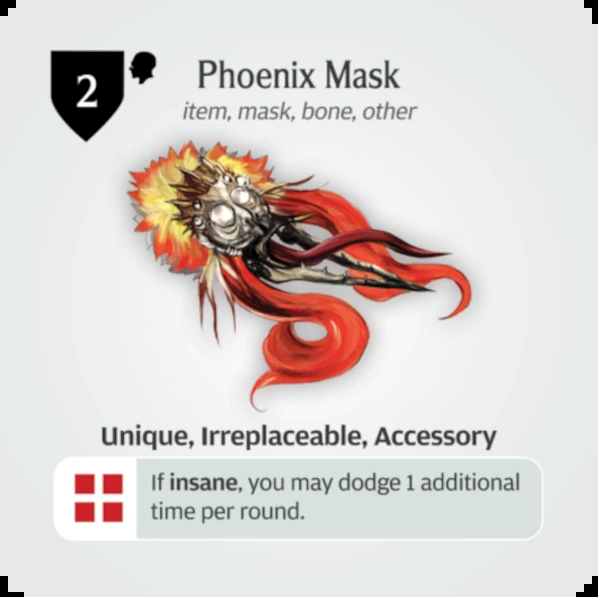 2
Phoenix Mask
item, mask, bone, other
Unique, Irreplaceable, Accessory
If insane, you may dodge 1 additional
time per round.